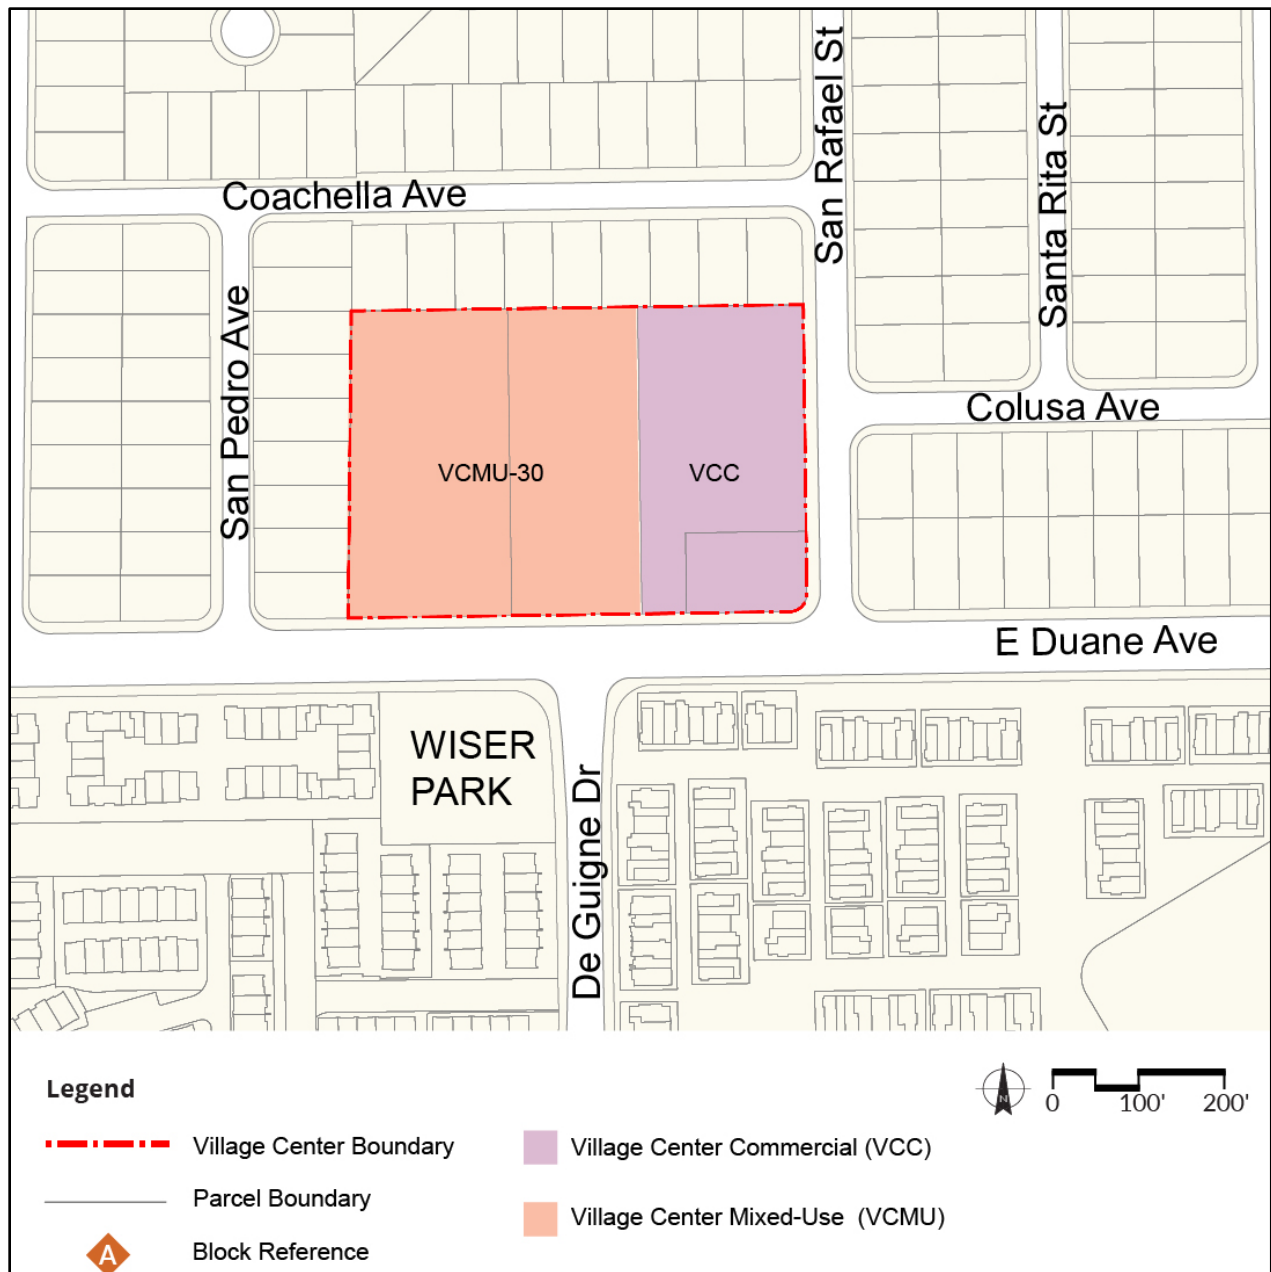 San Rafael St
Santa Rita St
Coachella Ave
San Pedro Ave
Colusa Ave
VCMU-30
VCC
E Duane Ave
WISER
PARK
De Guigne Dr
Legend
N
0 100' 200'
Village Center Boundary
Village Center Commercial (VCC)
Parcel Boundary
Village Center Mixed-Use (VCMU)
A
Block Reference